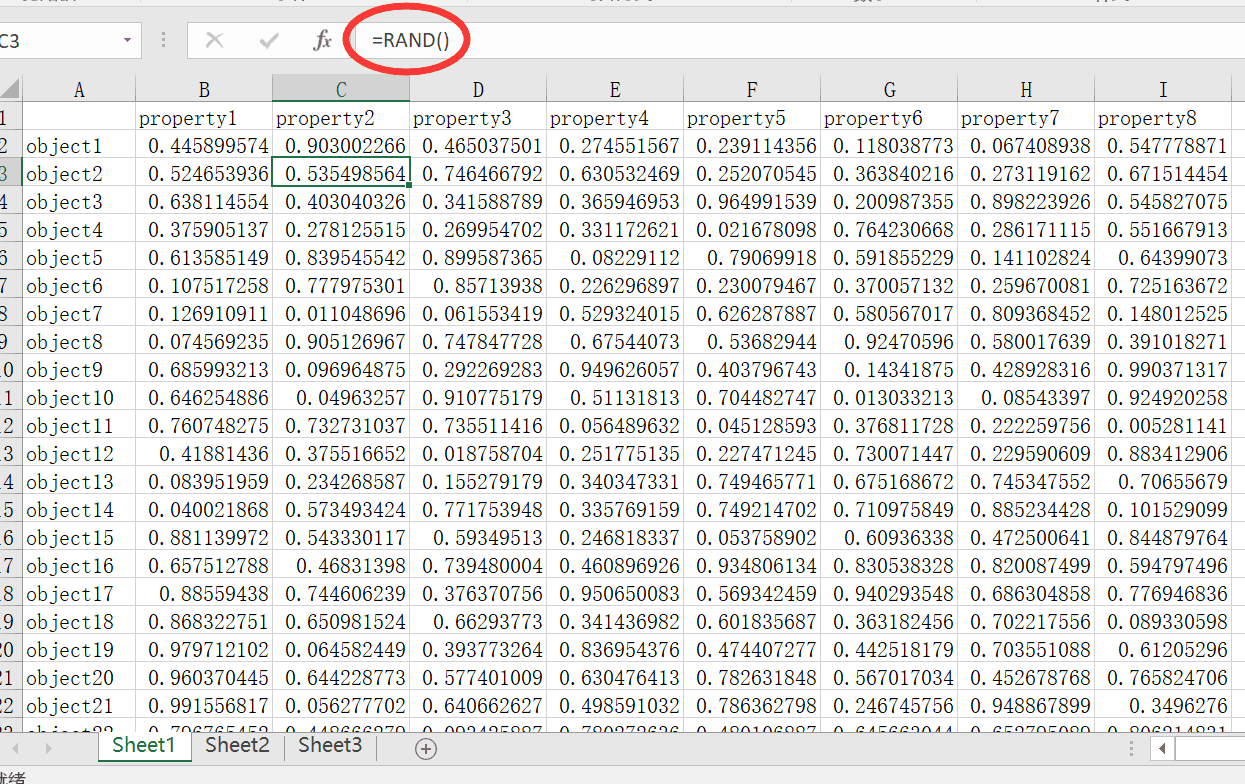 C3 fx =RAND()
A B C D E F G H I
1 property1 property2 property3 property4 property5 property6 property7 property8
2 object1 0.445899574 0.903002266 0.465037501 0.274551567 0.239114356 0.118038773 0.067408938 0.547778871
3 object2 0.524653936 0.535498564 0.746466792 0.630532469 0.252070545 0.363840216 0.273119162 0.671514454
4 object3 0.638114554 0.403040326 0.341588789 0.365946953 0.964991539 0.200987355 0.898223926 0.545827075
5 object4 0.375905137 0.278125515 0.269954702 0.331172621 0.021678098 0.764230668 0.286171115 0.551667913
6 object5 0.613585149 0.839545542 0.899587365 0.08229112 0.79069918 0.591855229 0.141102824 0.64399073
7 object6 0.107517258 0.777975301 0.85713938 0.226296897 0.230079467 0.370057132 0.259670081 0.725163672
8 object7 0.126910911 0.011048696 0.061553419 0.529324015 0.626287887 0.580567017 0.809368452 0.148012525
9 object8 0.074569235 0.905126967 0.747847728 0.67544073 0.53682944 0.92470596 0.580017639 0.391018271
10 object9 0.685993213 0.096964875 0.292269283 0.949626057 0.403796743 0.14341875 0.428928316 0.990371317
11 object10 0.646254886 0.04963257 0.910775179 0.51131813 0.704482747 0.013033213 0.08543397 0.924920258
12 object11 0.760748275 0.732731037 0.735511416 0.056489632 0.045128593 0.376811728 0.222259756 0.005281141
13 object12 0.41881436 0.375516652 0.018758704 0.251775135 0.227471245 0.730071447 0.229590609 0.883412906
14 object13 0.083951959 0.234268587 0.155279179 0.340347331 0.749465771 0.675168672 0.745347552 0.70655679
15 object14 0.040021868 0.573493424 0.771753948 0.335769159 0.749214702 0.710975849 0.885234428 0.101529099
16 object15 0.881139972 0.543330117 0.59349513 0.246818337 0.053758902 0.60936338 0.472500641 0.844879764
17 object16 0.657512788 0.46831398 0.739480004 0.460896926 0.934806134 0.830538328 0.820087499 0.594797496
18 object17 0.88559438 0.744606239 0.376370756 0.950650083 0.569342459 0.940293548 0.686304858 0.776946836
19 object18 0.868322751 0.650981524 0.66293773 0.341436982 0.601835687 0.363182456 0.702217556 0.089330598
20 object19 0.979712102 0.064582449 0.393773264 0.836954376 0.474407277 0.442518179 0.703551088 0.61205296
21 object20 0.960370445 0.644228773 0.577401009 0.630476413 0.782631848 0.567017034 0.452678768 0.765824706
22 object21 0.991556817 0.056277702 0.640662627 0.498591032 0.786362798 0.246745756 0.948867899 0.3496276
Sheet1 Sheet2 Sheet3
就绪